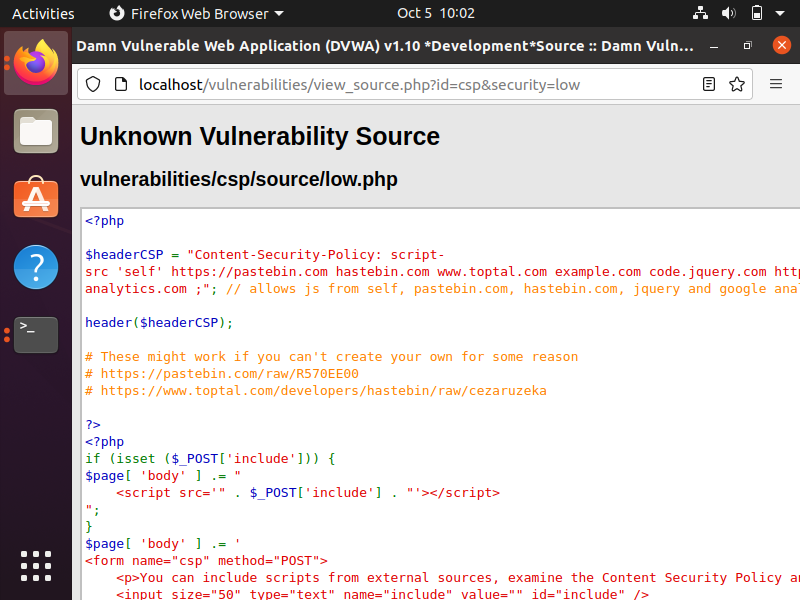 Activities
Firefox Web Browser
Oct 5 10:02
Damn Vulnerable Web Application (DVWA) v1.10 *Development*Source :: Damn Vuln...
localhost/vulnerabilities/view_source.php?id=csp&security=low
Unknown Vulnerability Source
vulnerabilities/csp/source/low.php
<?php
$headerCSP = "Content-Security-Policy: script-
src 'self' https://pastebin.com hastebin.com www.toptal.com example.com code.jquery.com http
analytics.com ;"; // allows js from self, pastebin.com, hastebin.com, jquery and google anal
header($headerCSP);
# These might work if you can't create your own for some reason
# https://pastebin.com/raw/R570EE00
# https://www.toptal.com/developers/hastebin/raw/cezaruzeka
?>
<?php
if (isset ($_POST['include'])) {
$page[ 'body' ] .= "
<script src='" . $_POST['include'] . "'></script>
";
}
$page[ 'body' ] .= '
<form name="csp" method="POST">
<p>You can include scripts from external sources, examine the Content Security Policy an
<input size="50" type="text" name="include" value="" id="include" />